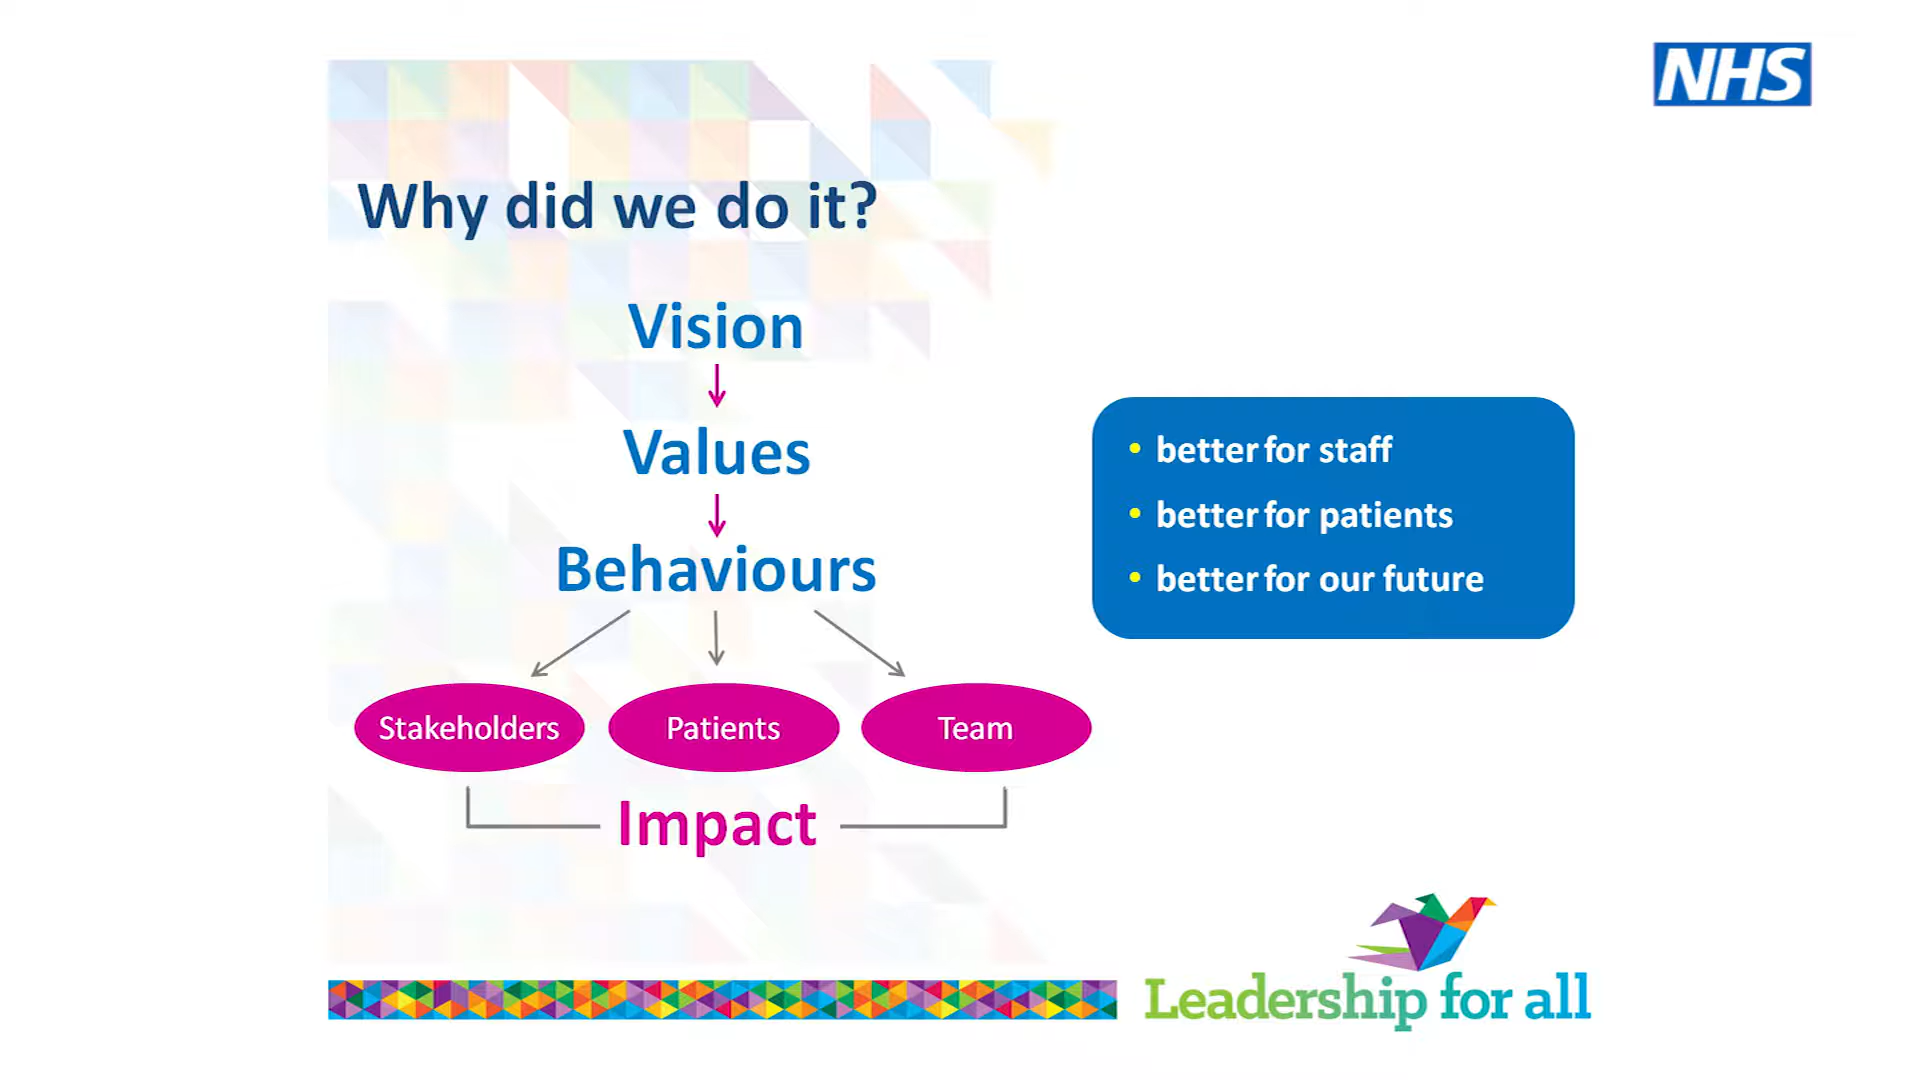 NHS
Why did we do it?
Vision
Values
Behaviours
Stakeholders
Patients
Team
Impact
• better for staff
• better for patients
• better for our future
Leadership for all